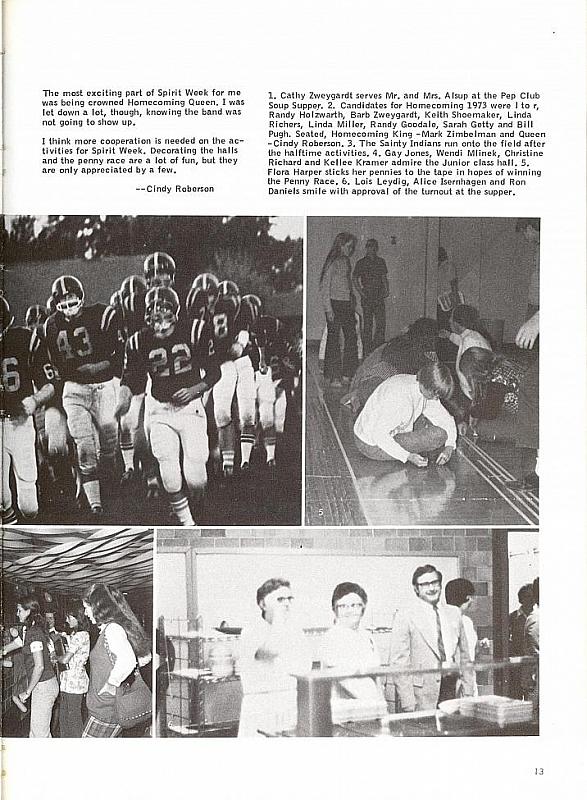 The most exciting part of Spirit Week for me
was being crowned Homecoming Queen. I was
let down a lot, though, knowing the band was
not going to show up.
I think more cooperation is needed on the ac-
tivities for Spirit Week. Decorating the halls
and the penny race are a lot of fun, but they
are only appreciated by a few.
--Cindy Roberson
1. Cathy Zweygardt serves Mr. and Mrs. Alsup at the Pep Club
Soup Supper. 2. Candidates for Homecoming 1973 were l to r,
Randy Holzwarth, Barb Zweygardt, Keith Shoemaker, Linda
Richers, Linda Miller, Randy Goodale, Sarah Getty and Bill
Pugh. Seated, Homecoming King -Mark Zimbelman and Queen
-Cindy Roberson. 3. The Sainty Indians run onto the field after
the halftime activities. 4. Gay Jones, Wendi Mlinek, Christine
Richard and Kellee Kramer admire the Junior class hall. 5.
Flora Harper sticks her pennies to the tape in hopes of winning
the Penny Race. 6. Lois Leydig, Alice Isernhagen and Ron
Daniels smile with approval of the turnout at the supper.
43
22
6
8
5
13